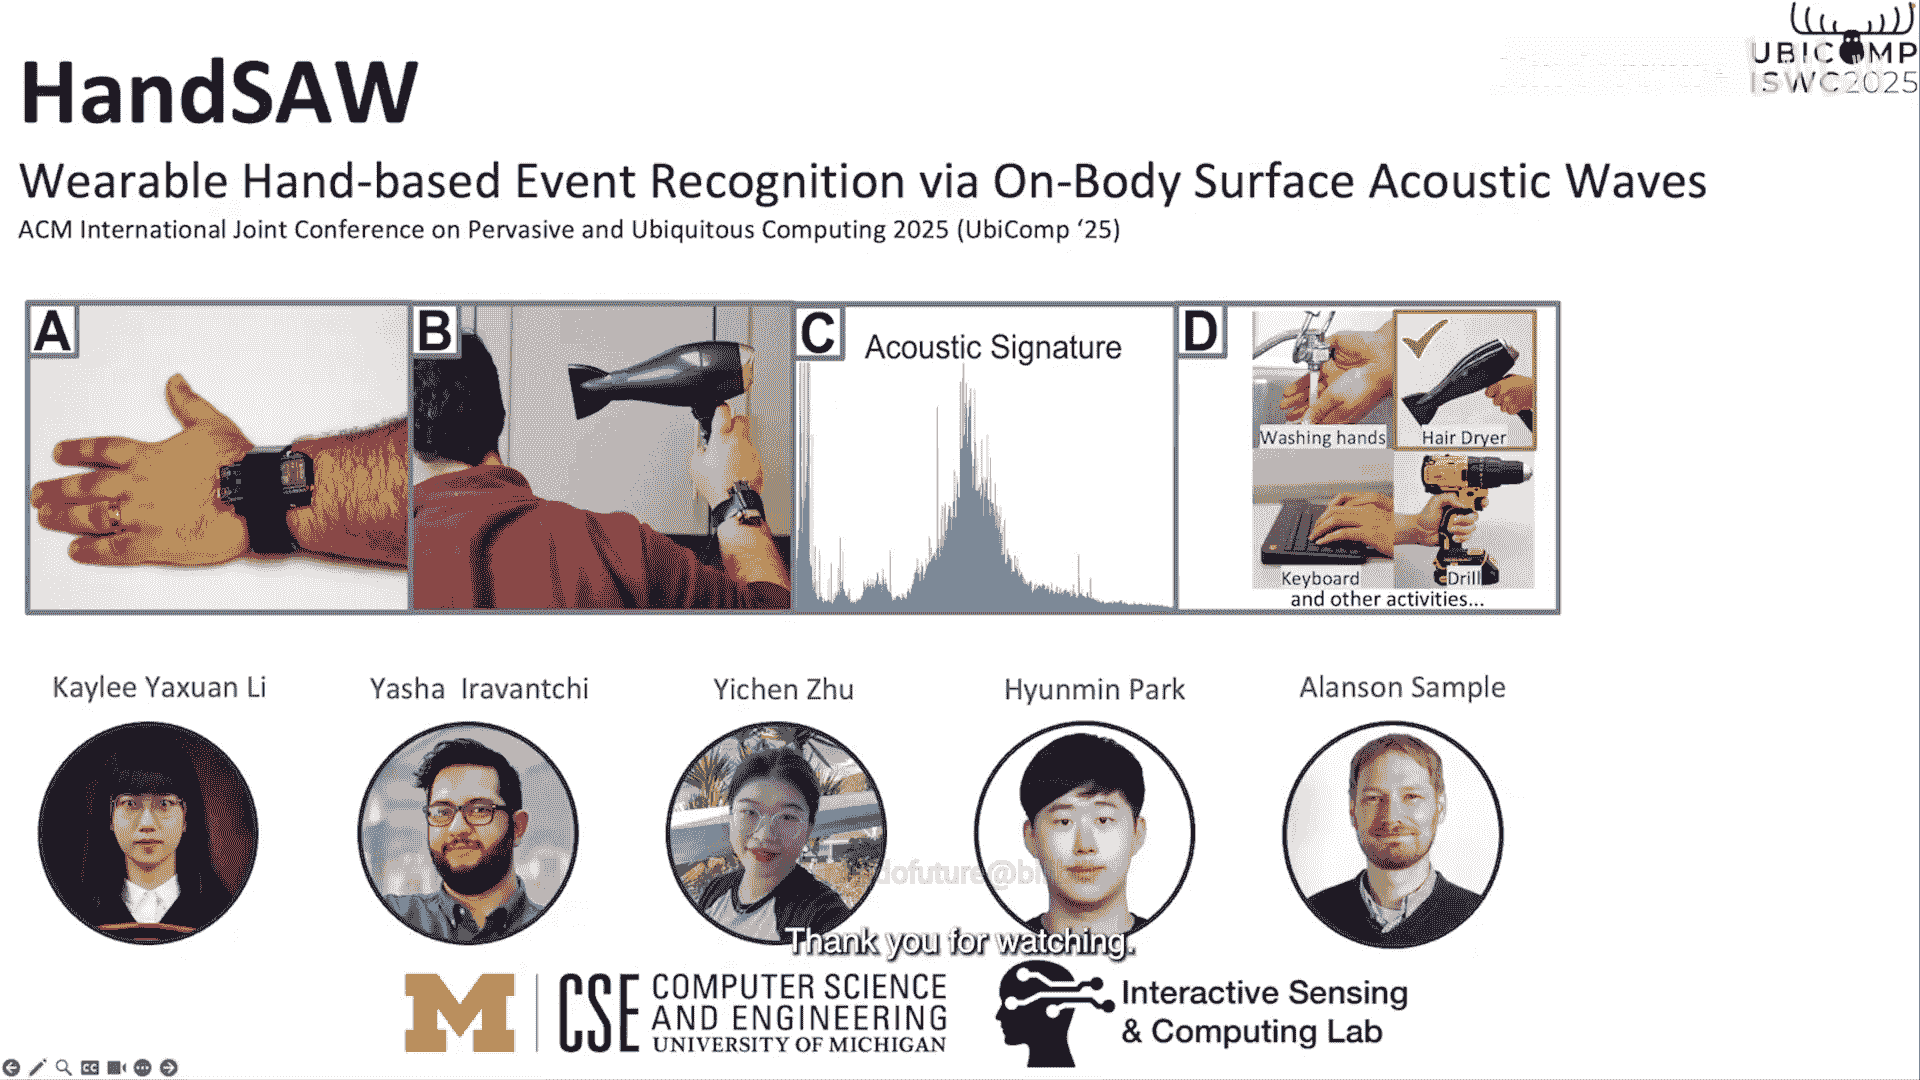 UBICOMP
ISWC2025
HandSAW
Wearable Hand-based Event Recognition via On-Body Surface Acoustic Waves
ACM International Joint Conference on Pervasive and Ubiquitous Computing 2025 (UbiComp ‘25)
A
B
C
Acoustic Signature
D
Washing hands
Hair Dryer
Keyboard
Drill
and other activities...
Kaylee Yaxuan Li
Yasha Iravantchi
Yichen Zhu
Hyunmin Park
Alanson Sample
Thank you for watching.
M
CSE
COMPUTER SCIENCE
AND ENGINEERING
UNIVERSITY OF MICHIGAN
Interactive Sensing
& Computing Lab
CC